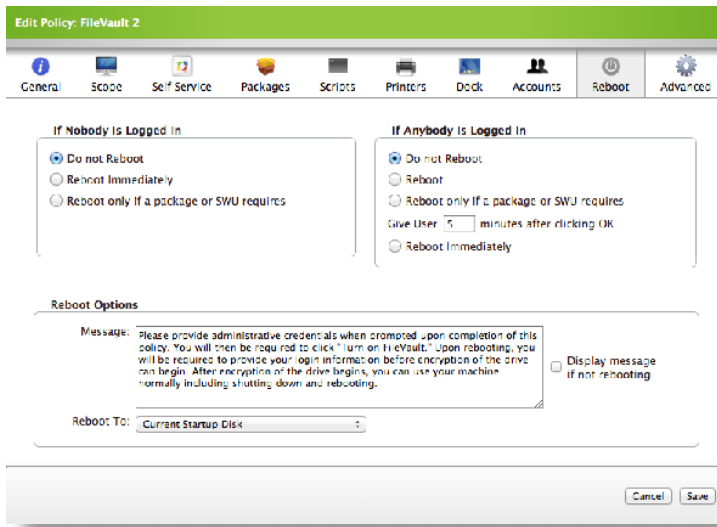 Edit Policy: FileVault 2
General Scope Self Service Packages Scripts Printers Dock Accounts Reboot Advanced
If Nobody Is Logged In
Do not Reboot
Reboot Immediately
Reboot only if a package or SWU requires
If Anybody Is Logged In
Do not Reboot
Reboot
Reboot only if a package or SWU requires
Give User 5 minutes after clicking OK
Reboot Immediately
Reboot Options
Message:
Please provide administrative credentials when prompted upon completion of this
policy. You will then be required to click "Turn on FileVault." Upon rebooting, you
will be required to provide your login information before encryption of the drive
can begin. After encryption of the drive begins, you can use your machine
normally including shutting down and rebooting.
Display message
if not rebooting
Reboot To: Current Startup Disk
Cancel Save